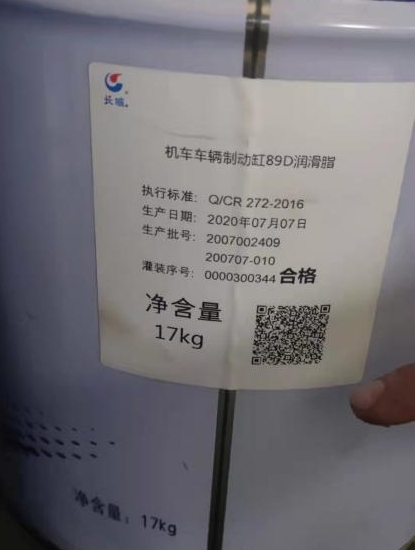 长城
机车车辆制动缸89D润滑脂
执行标准: Q/CR 272-2016
生产日期: 2020年07月07日
生产批号: 2007002409
200707-010
灌装序号: 0000300344 合格
净含量
17kg
净含量: 17kg